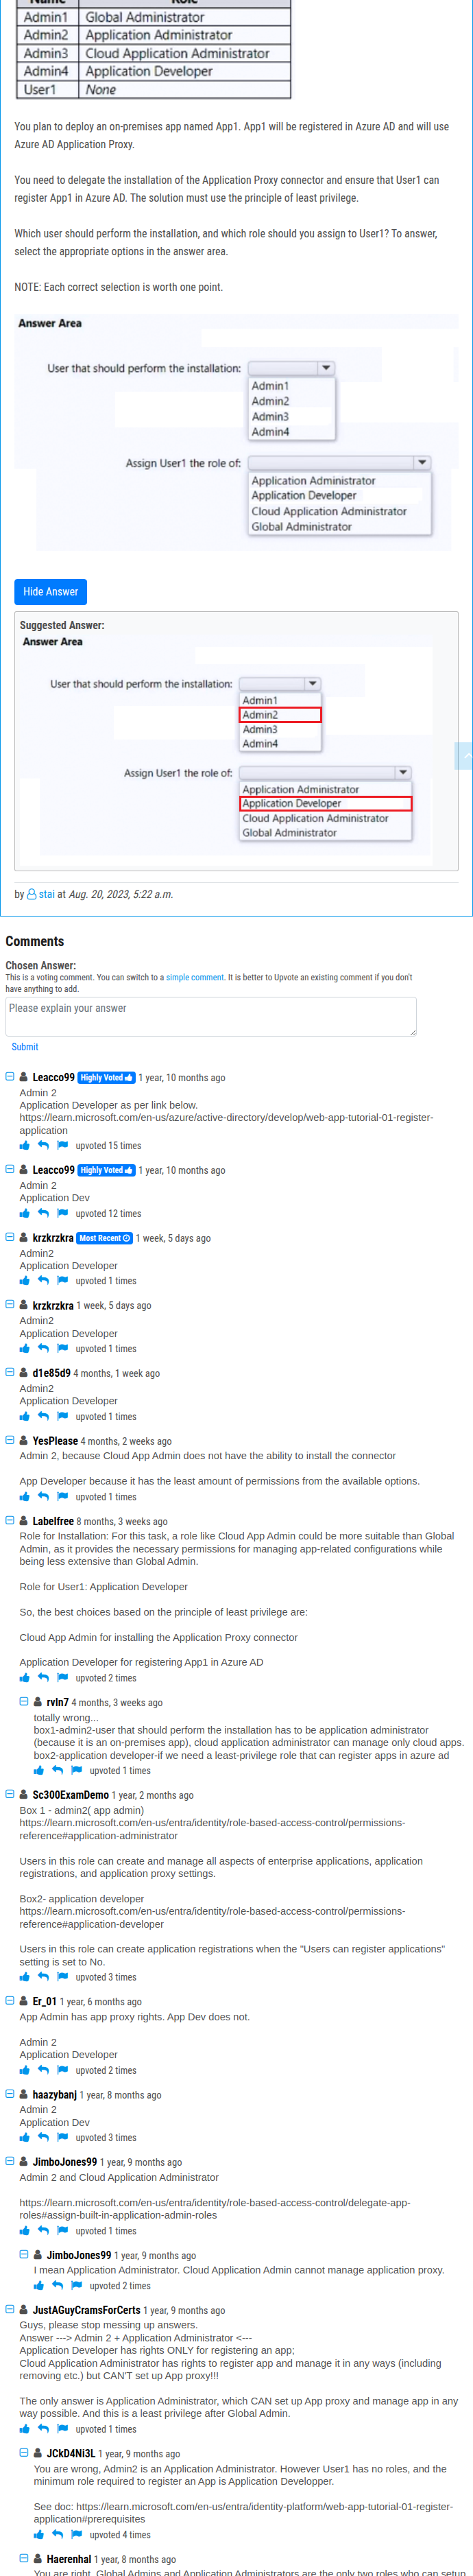 Name Role
Admin1 Global Administrator
Admin2 Application Administrator
Admin3 Cloud Application Administrator
Admin4 Application Developer
User1 None
You plan to deploy an on-premises app named App1. App1 will be registered in Azure AD and will use
Azure AD Application Proxy.
You need to delegate the installation of the Application Proxy connector and ensure that User1 can
register App1 in Azure AD. The solution must use the principle of least privilege.
Which user should perform the installation, and which role should you assign to User1? To answer,
select the appropriate options in the answer area.
NOTE: Each correct selection is worth one point.
Answer Area
User that should perform the installation:
Admin1
Admin2
Admin3
Admin4
Assign User1 the role of:
Application Administrator
Application Developer
Cloud Application Administrator
Global Administrator
Hide Answer
Suggested Answer:
Answer Area
User that should perform the installation:
Admin1
Admin2
Admin3
Admin4
Assign User1 the role of:
Application Administrator
Application Developer
Cloud Application Administrator
Global Administrator
by stai at Aug. 20, 2023, 5:22 a.m.
Comments
Chosen Answer:
This is a voting comment. You can switch to a simple comment. It is better to Upvote an existing comment if you don't
have anything to add.
Please explain your answer
Submit
Leacco99 Highly Voted 1 year, 10 months ago
Admin 2
Application Developer as per link below.
https://learn.microsoft.com/en-us/azure/active-directory/develop/web-app-tutorial-01-register-
application
upvoted 15 times
Leacco99 Highly Voted 1 year, 10 months ago
Admin 2
Application Dev
upvoted 12 times
krzkrzkra Most Recent 1 week, 5 days ago
Admin2
Application Developer
upvoted 1 times
krzkrzkra 1 week, 5 days ago
Admin2
Application Developer
upvoted 1 times
d1e85d9 4 months, 1 week ago
Admin2
Application Developer
upvoted 1 times
YesPlease 4 months, 2 weeks ago
Admin 2, because Cloud App Admin does not have the ability to install the connector
App Developer because it has the least amount of permissions from the available options.
upvoted 1 times
Labelfree 8 months, 3 weeks ago
Role for Installation: For this task, a role like Cloud App Admin could be more suitable than Global
Admin, as it provides the necessary permissions for managing app-related configurations while
being less extensive than Global Admin.
Role for User1: Application Developer
So, the best choices based on the principle of least privilege are:
Cloud App Admin for installing the Application Proxy connector
Application Developer for registering App1 in Azure AD
upvoted 2 times
rvln7 4 months, 3 weeks ago
totally wrong...
box1-admin2-user that should perform the installation has to be application administrator
(because it is an on-premises app), cloud application administrator can manage only cloud apps.
box2-application developer-if we need a least-privilege role that can register apps in azure ad
upvoted 1 times
Sc300ExamDemo 1 year, 2 months ago
Box 1 - admin2( app admin)
https://learn.microsoft.com/en-us/entra/identity/role-based-access-control/permissions-
reference#application-administrator
Users in this role can create and manage all aspects of enterprise applications, application
registrations, and application proxy settings.
Box2- application developer
https://learn.microsoft.com/en-us/entra/identity/role-based-access-control/permissions-
reference#application-developer
Users in this role can create application registrations when the "Users can register applications"
setting is set to No.
upvoted 3 times
Er_01 1 year, 6 months ago
App Admin has app proxy rights. App Dev does not.
Admin 2
Application Developer
upvoted 2 times
haazybanj 1 year, 8 months ago
Admin 2
Application Dev
upvoted 3 times
JimboJones99 1 year, 9 months ago
Admin 2 and Cloud Application Administrator
https://learn.microsoft.com/en-us/entra/identity/role-based-access-control/delegate-app-
roles#assign-built-in-application-admin-roles
upvoted 1 times
JimboJones99 1 year, 9 months ago
I mean Application Administrator. Cloud Application Admin cannot manage application proxy.
upvoted 2 times
JustAGuyCramsForCerts 1 year, 9 months ago
Guys, please stop messing up answers.
Answer ---> Admin 2 + Application Administrator <---
Application Developer has rights ONLY for registering an app;
Cloud Application Administrator has rights to register app and manage it in any ways (including
removing etc.) but CAN'T set up App proxy!!!
The only answer is Application Administrator, which CAN set up App proxy and manage app in any
way possible. And this is a least privilege after Global Admin.
upvoted 1 times
JCkD4Ni3L 1 year, 9 months ago
You are wrong, Admin2 is an Application Administrator. However User1 has no roles, and the
minimum role required to register an App is Application Developper.
See doc: https://learn.microsoft.com/en-us/entra/identity-platform/web-app-tutorial-01-register-
application#prerequisites
upvoted 4 times
Haerenhal 1 year, 8 months ago
You are right. Global Admins and Application Administrators are the only two roles who can setup